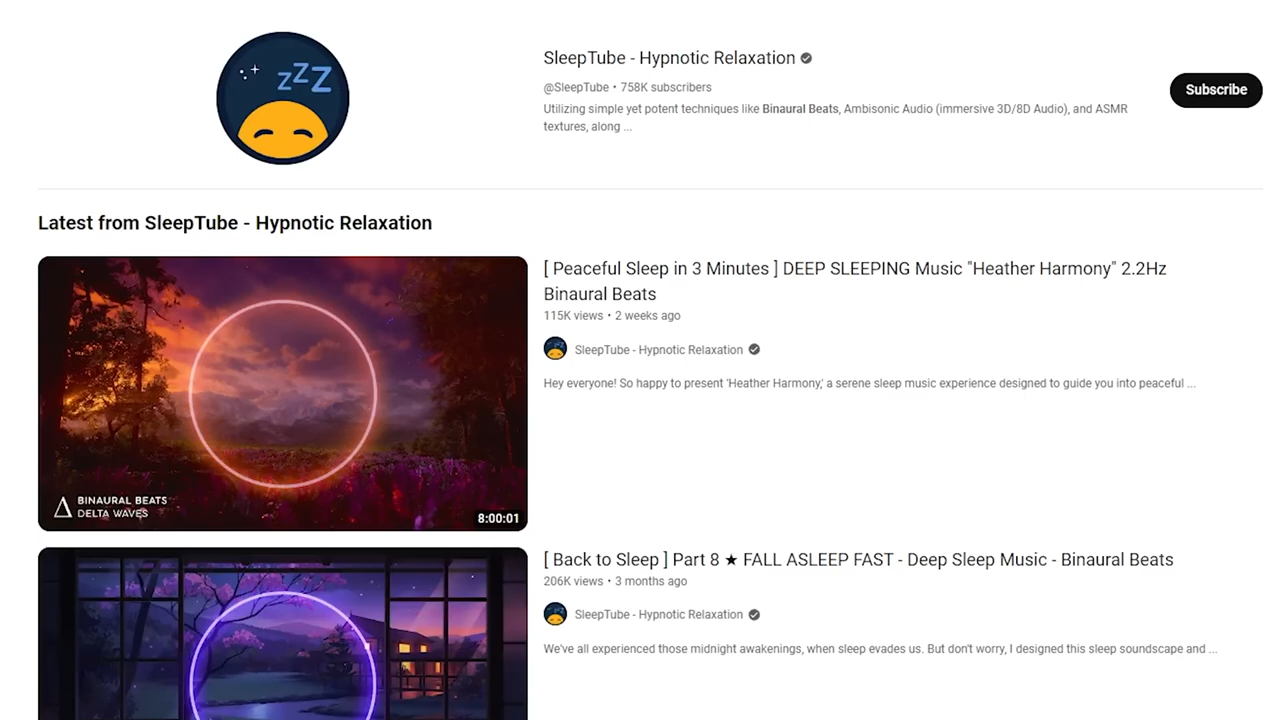 zZZ
SleepTube - Hypnotic Relaxation
@SleepTube • 758K subscribers
Subscribe
Utilizing simple yet potent techniques like Binaural Beats, Ambisonic Audio (immersive 3D/8D Audio), and ASMR
textures, along ...
Latest from SleepTube - Hypnotic Relaxation
[ Peaceful Sleep in 3 Minutes ] DEEP SLEEPING Music "Heather Harmony" 2.2Hz
Binaural Beats
115K views • 2 weeks ago
SleepTube - Hypnotic Relaxation
Hey everyone! So happy to present 'Heather Harmony,' a serene sleep music experience designed to guide you into peaceful ...
BINAURAL BEATS
DELTA WAVES
8:00:01
[ Back to Sleep ] Part 8 ★ FALL ASLEEP FAST - Deep Sleep Music - Binaural Beats
206K views • 3 months ago
SleepTube - Hypnotic Relaxation
We've all experienced those midnight awakenings, when sleep evades us. But don't worry, I designed this sleep soundscape and ...